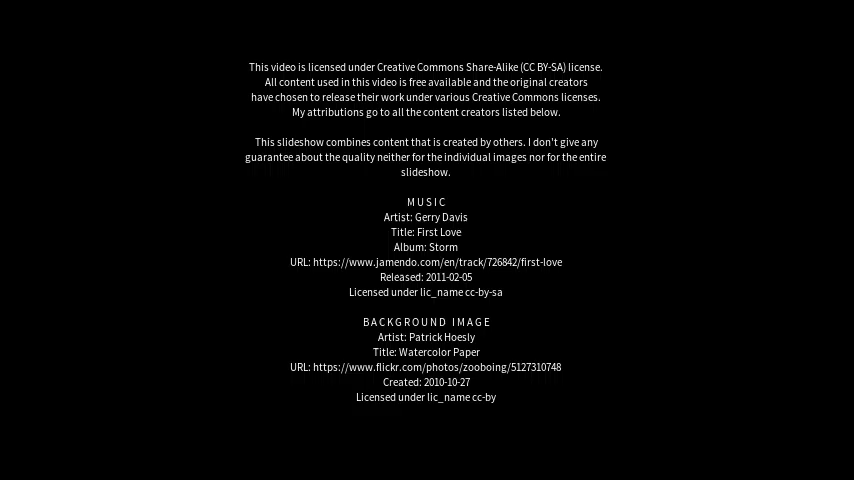 This video is licensed under Creative Commons Share-Alike (CC BY-SA) license.
All content used in this video is free available and the original creators
have chosen to release their work under various Creative Commons licenses.
My attributions go to all the content creators listed below.
This slideshow combines content that is created by others. I don't give any
guarantee about the quality neither for the individual images nor for the entire
slideshow.
MUSIC
Artist: Gerry Davis
Title: First Love
Album: Storm
URL: https://www.jamendo.com/en/track/726842/first-love
Released: 2011-02-05
Licensed under lic_name cc-by-sa
BACKGROUND IMAGE
Artist: Patrick Hoesly
Title: Watercolor Paper
URL: https://www.flickr.com/photos/zooboing/5127310748
Created: 2010-10-27
Licensed under lic_name cc-by